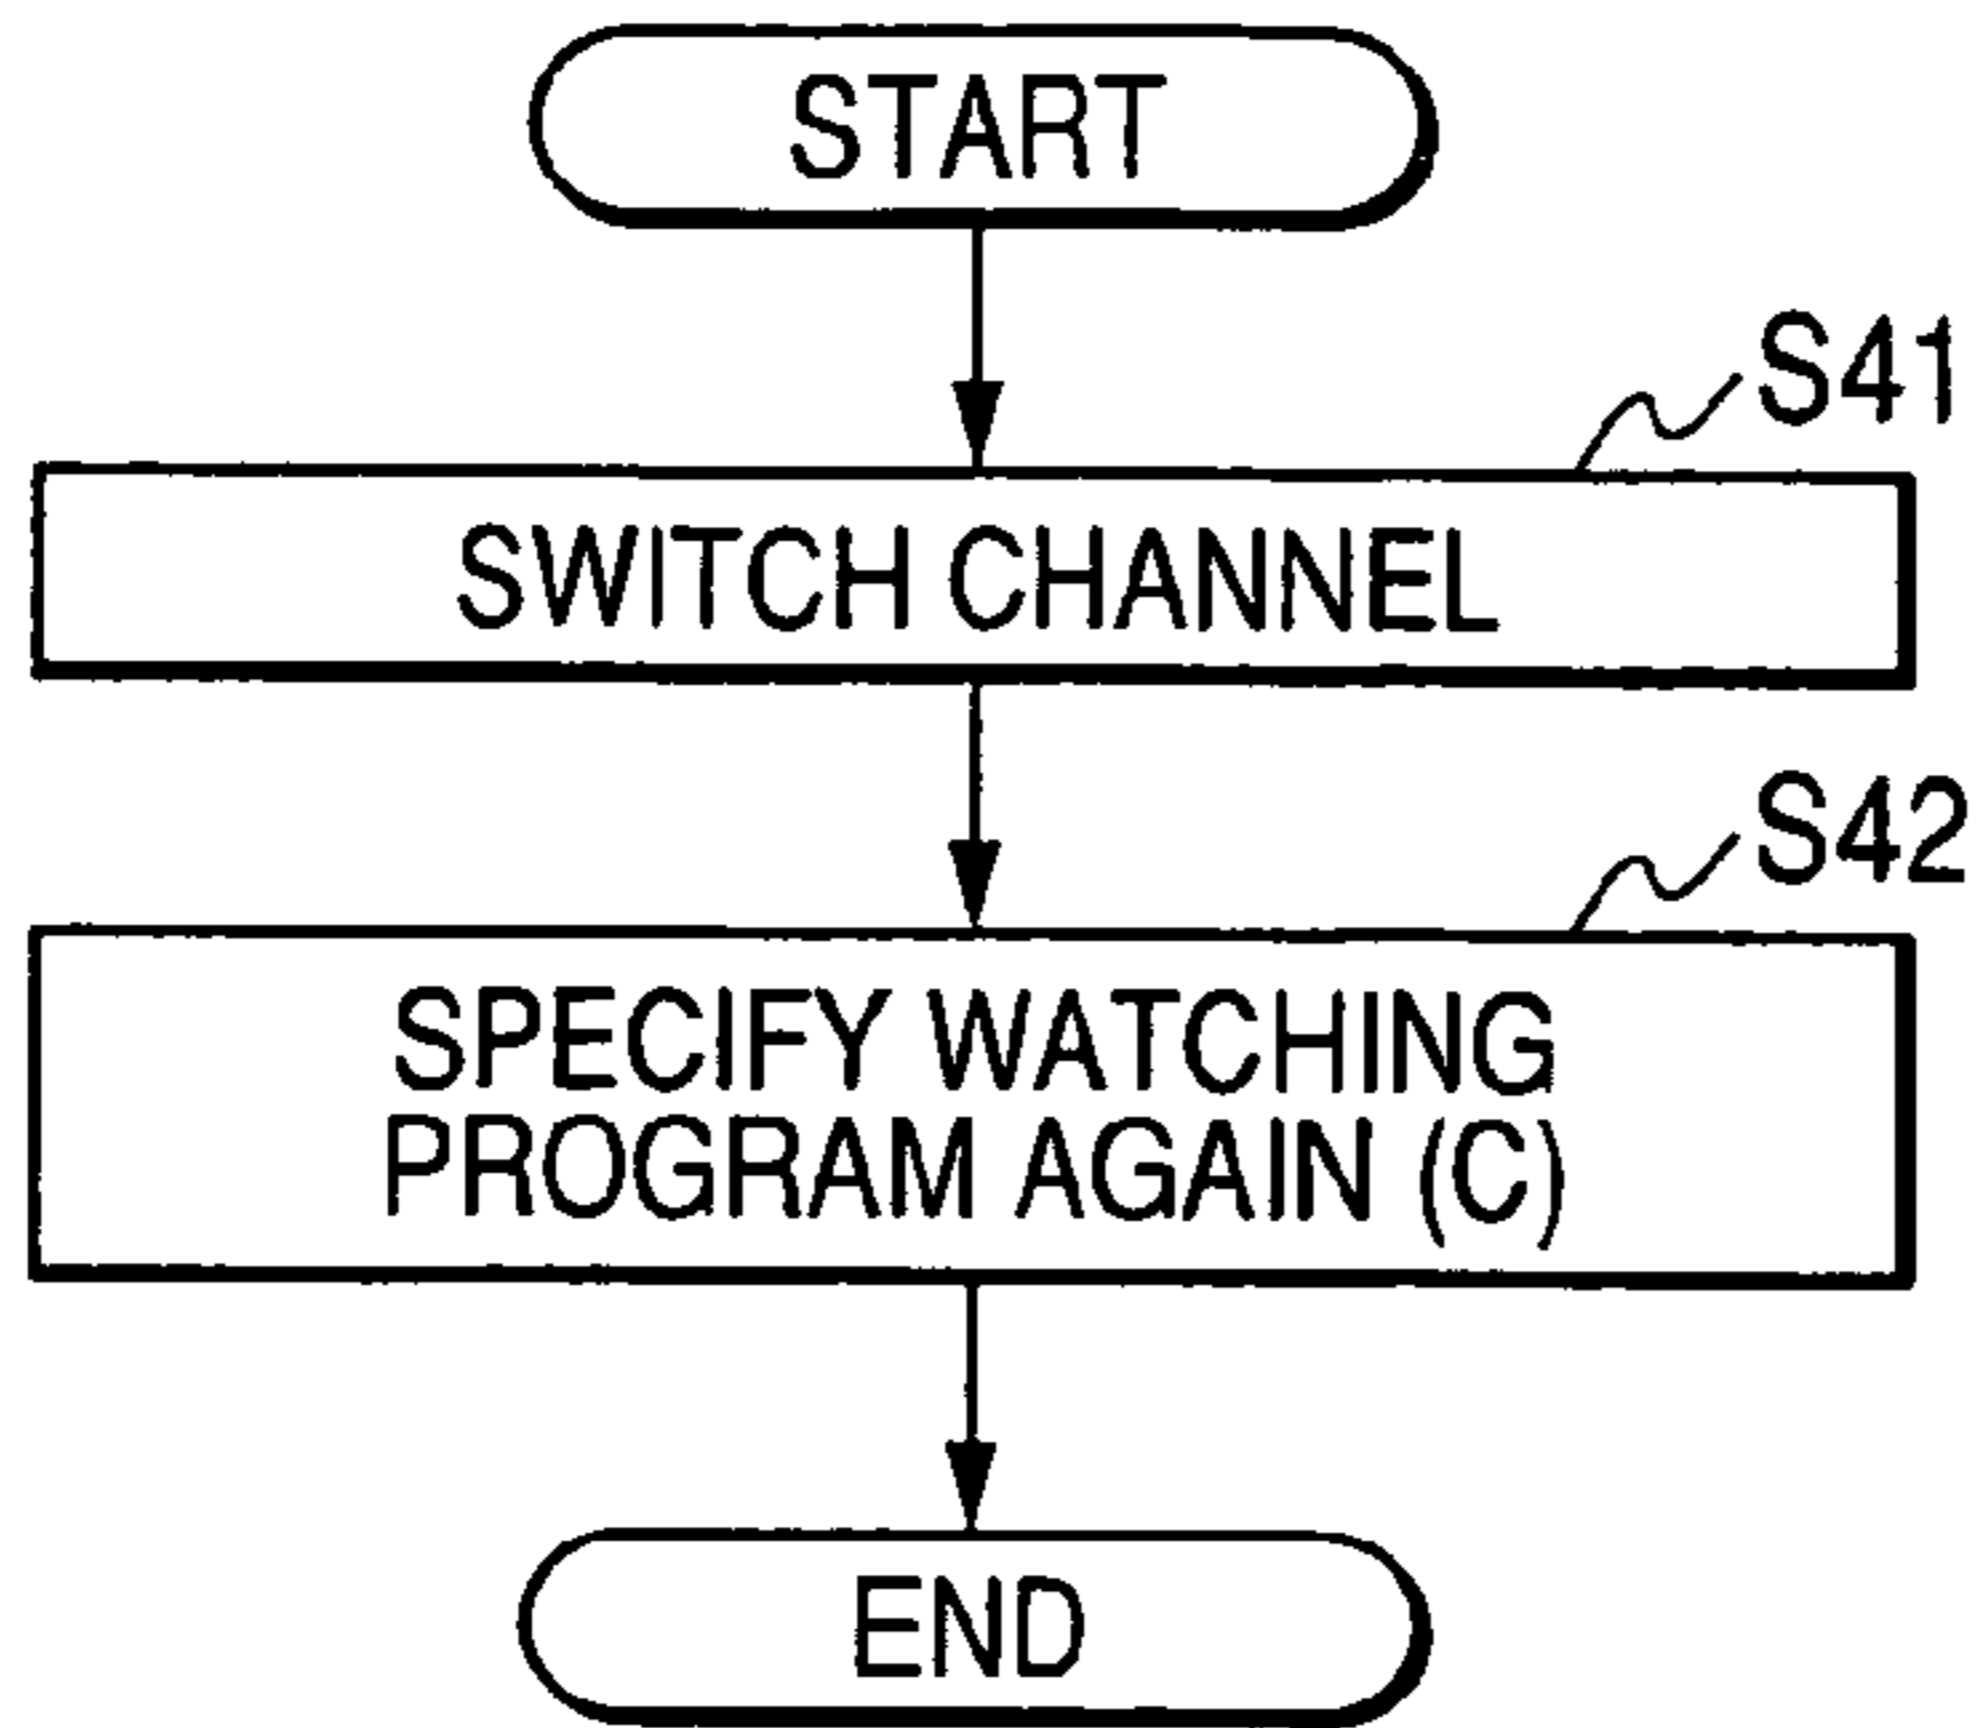 START
S41
SWITCH CHANNEL
S42
SPECIFY WATCHING
PROGRAM AGAIN (C)
END